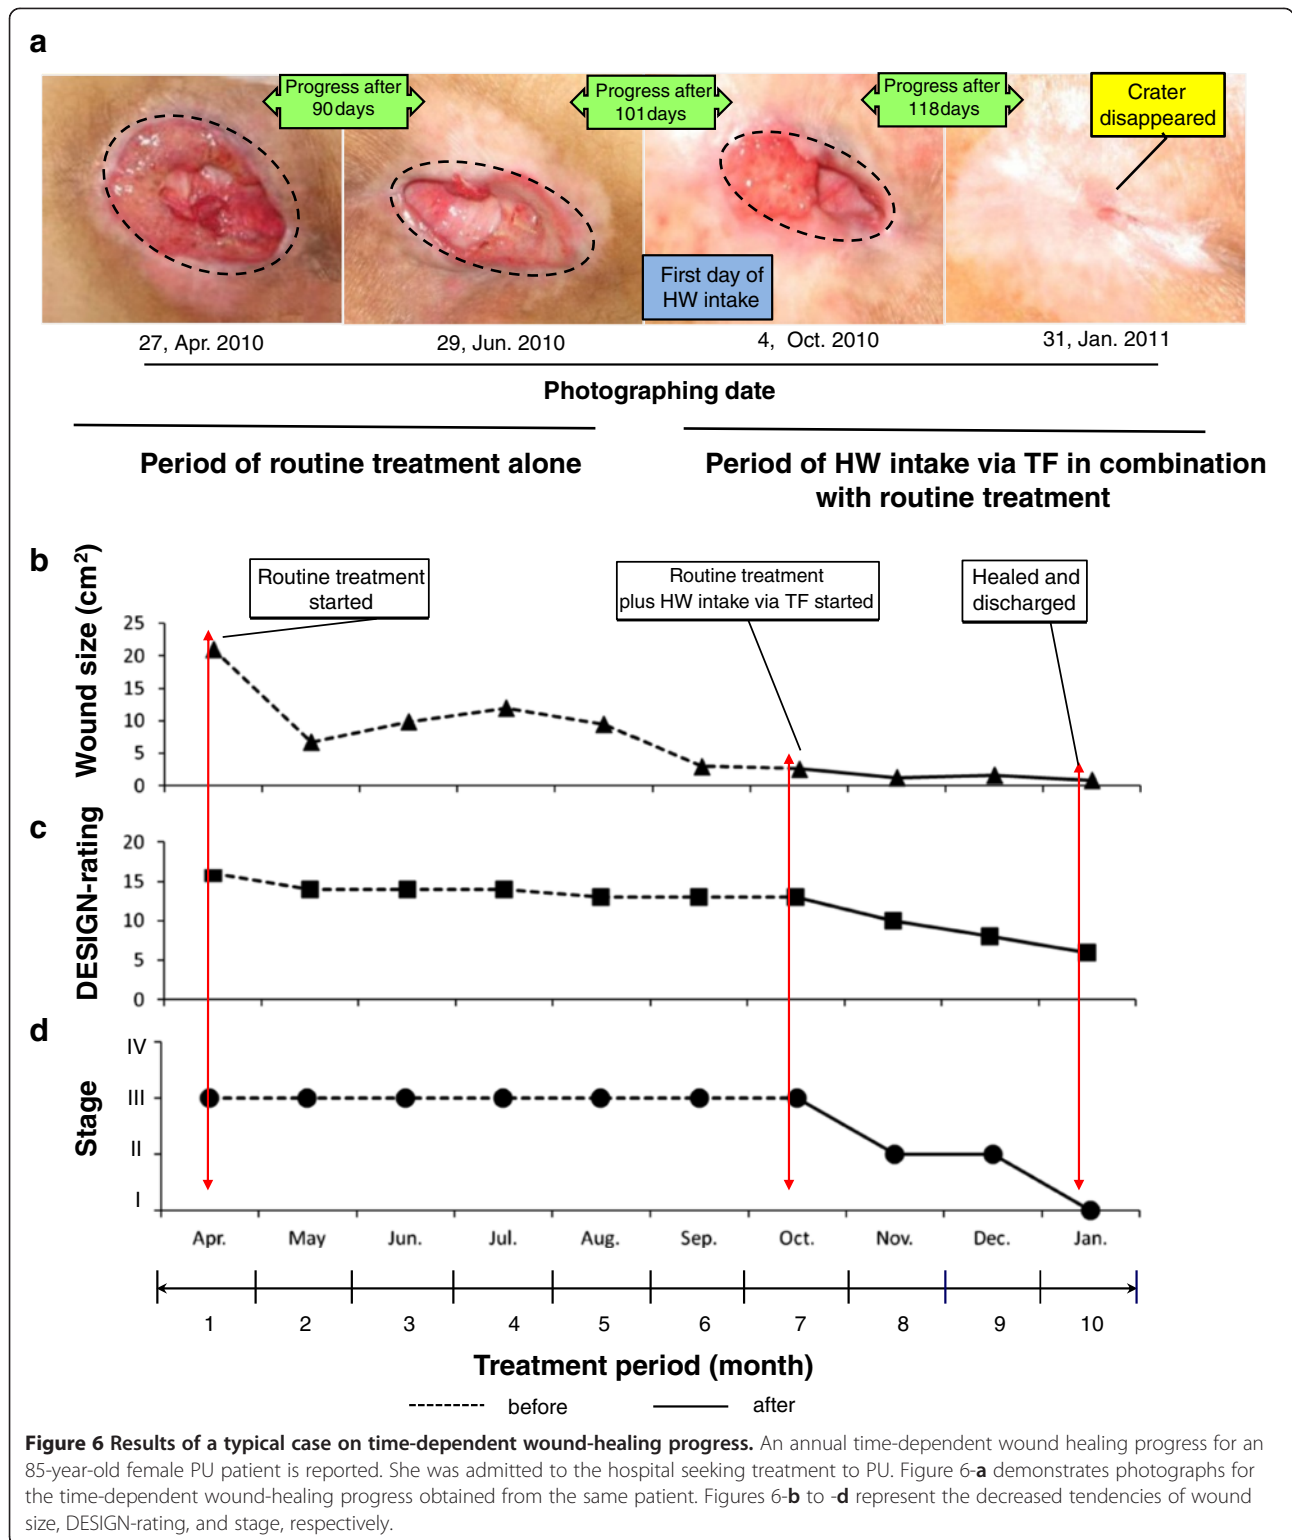 a
Progress after
90days
Progress after
101days
Progress after
118days
Crater
disappeared
First day of
HW intake
27, Apr. 2010
29, Jun. 2010
4, Oct. 2010
31, Jan. 2011
Photographing date
Period of routine treatment alone
Period of HW intake via TF in combination
with routine treatment
b
Wound size (cm²)
25
20
15
10
5
0
Routine treatment
started
Routine treatment
plus HW intake via TF started
Healed and
discharged
c
DESIGN-rating
20
15
10
5
0
d
Stage
IV
III
II
I
Apr. May Jun. Jul. Aug. Sep. Oct. Nov. Dec. Jan.
1 2 3 4 5 6 7 8 9 10
Treatment period (month)
before after
Figure 6 Results of a typical case on time-dependent wound-healing progress. An annual time-dependent wound healing progress for an
85-year-old female PU patient is reported. She was admitted to the hospital seeking treatment to PU. Figure 6-a demonstrates photographs for
the time-dependent wound-healing progress obtained from the same patient. Figures 6-b to -d represent the decreased tendencies of wound
size, DESIGN-rating, and stage, respectively.